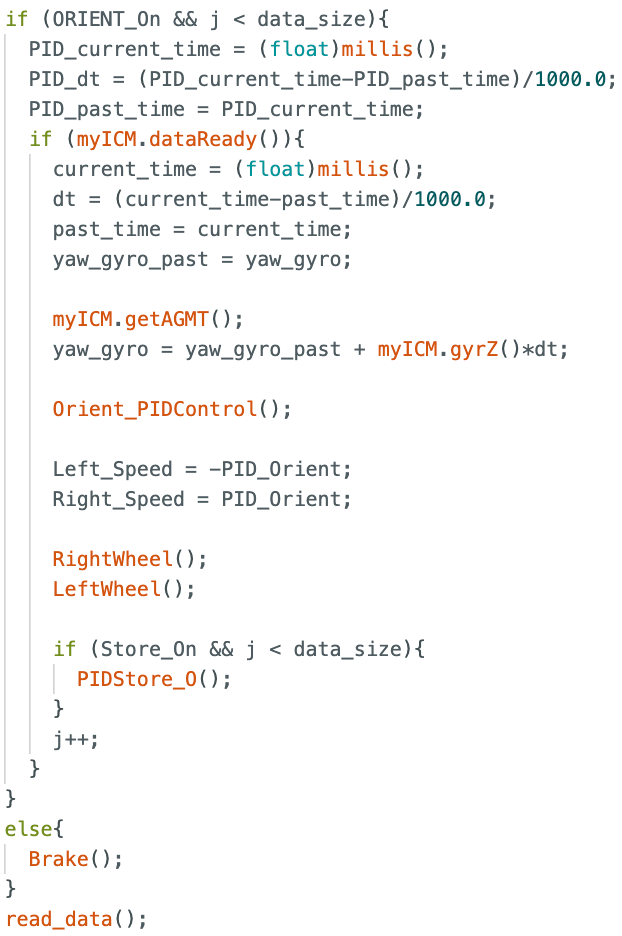 if (ORIENT_On && j < data_size){
  PID_current_time = (float)millis();
  PID_dt = (PID_current_time-PID_past_time)/1000.0;
  PID_past_time = PID_current_time;
  if (myICM.dataReady()){
    current_time = (float)millis();
    dt = (current_time-past_time)/1000.0;
    past_time = current_time;
    yaw_gyro_past = yaw_gyro;

    myICM.getAGMT();
    yaw_gyro = yaw_gyro_past + myICM.gyrZ()*dt;

    Orient_PIDControl();

    Left_Speed = -PID_Orient;
    Right_Speed = PID_Orient;

    RightWheel();
    LeftWheel();

    if (Store_On && j < data_size){
      PIDStore_O();
    }
    j++;
  }
}
else{
  Brake();
}
read_data();